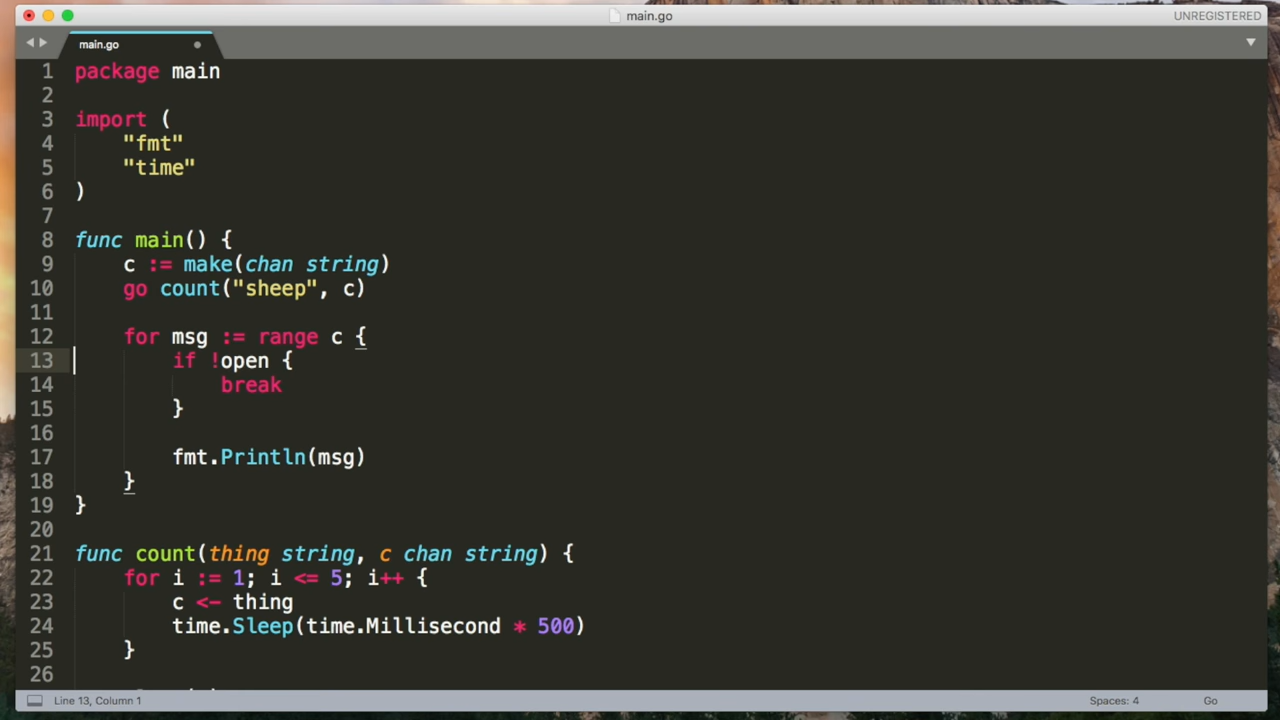 main.go
UNREGISTERED
main.go
1 package main
2
3 import (
4     "fmt"
5     "time"
6 )
7
8 func main() {
9     c := make(chan string)
10     go count("sheep", c)
11
12     for msg := range c {
13         if !open {
14             break
15         }
16
17         fmt.Println(msg)
18     }
19 }
20
21 func count(thing string, c chan string) {
22     for i := 1; i <= 5; i++ {
23         c <- thing
24         time.Sleep(time.Millisecond * 500)
25     }
26
Line 13, Column 1
Spaces: 4
Go